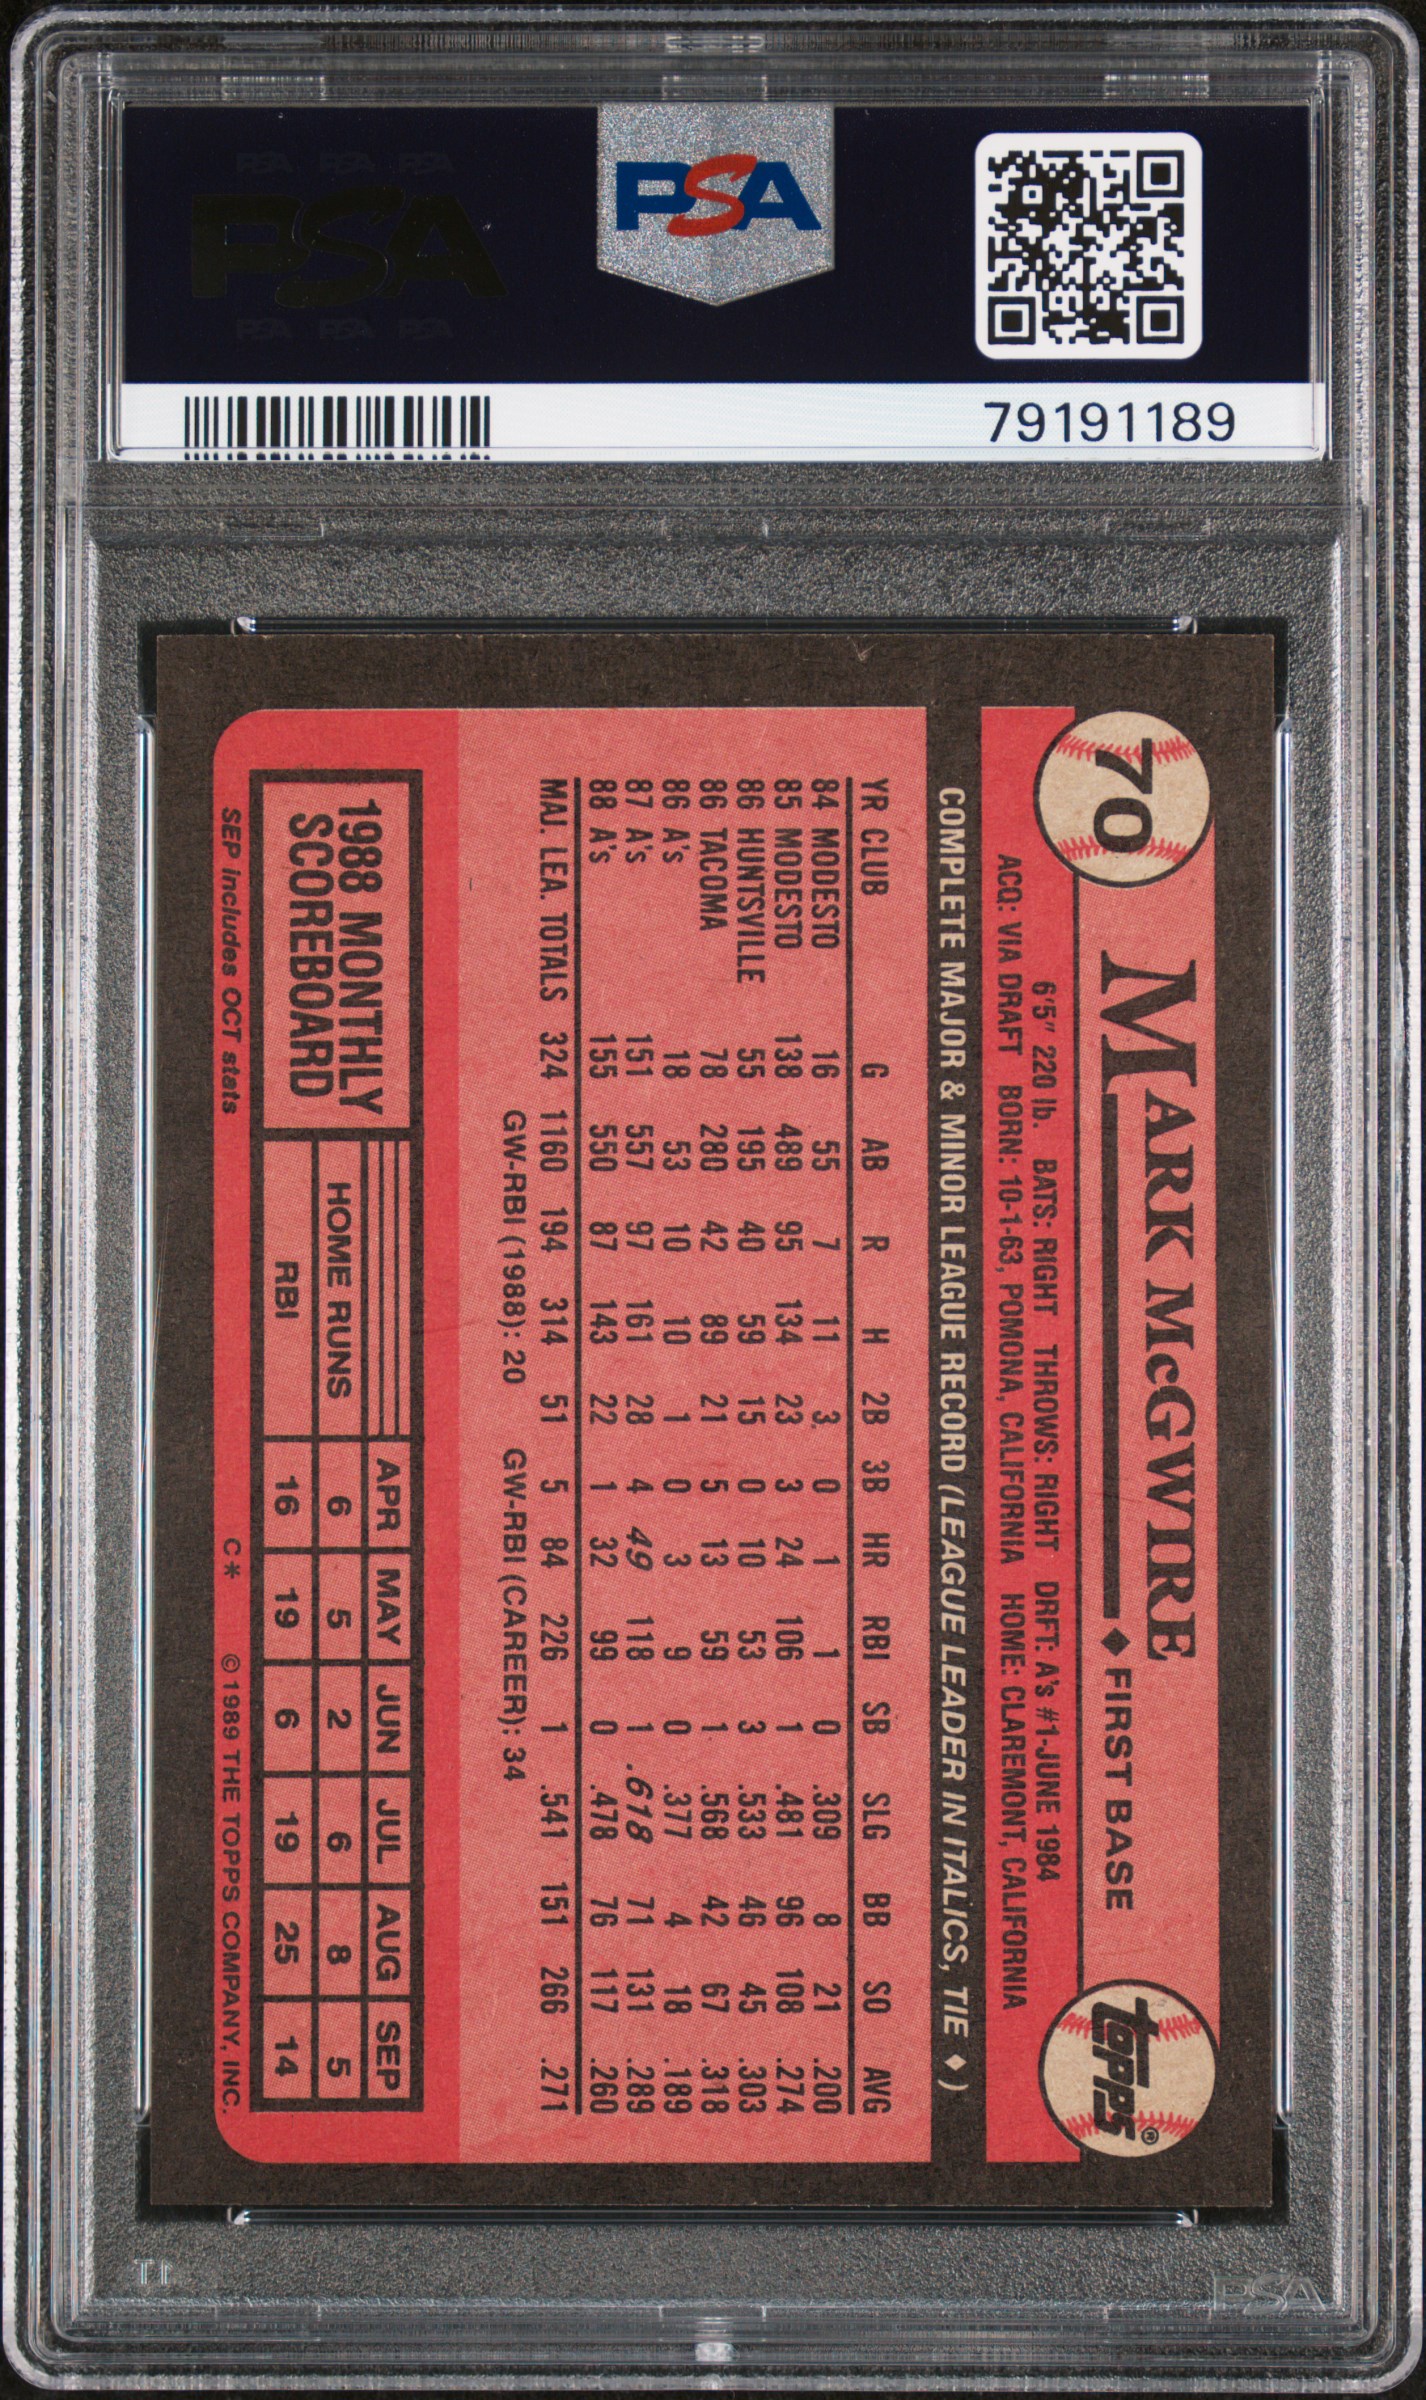 PSA PSA PSA
PSA
PSA PSA PSA
PSA
79191189
70 MARK McGWIRE ♦ FIRST BASE
topps®
6'5" 220 lb. BATS: RIGHT THROWS: RIGHT DRFT: A's #1-JUNE 1984
ACQ: VIA DRAFT BORN: 10-1-63, POMONA, CALIFORNIA HOME: CLAREMONT, CALIFORNIA
COMPLETE MAJOR & MINOR LEAGUE RECORD (LEAGUE LEADER IN ITALICS, TIE ♦)
YR CLUB G AB R H 2B 3B HR RBI SB SLG BB SO AVG
84 MODESTO 16 55 7 11 3 0 1 1 0 .309 8 21 .200
85 MODESTO 138 489 95 134 23 3 24 106 1 .481 96 108 .274
86 HUNTSVILLE 55 195 40 59 15 0 10 53 3 .533 46 45 .303
86 TACOMA 78 280 42 89 21 5 13 59 1 .568 42 67 .318
86 A's 18 53 10 10 1 0 3 9 0 .377 4 18 .189
87 A's 151 557 97 161 28 4 49 118 1 .618 71 131 .289
88 A's 155 550 87 143 22 1 32 99 0 .478 76 117 .260
MAJ. LEA. TOTALS 324 1160 194 314 51 5 84 226 1 .541 151 266 .271
GW-RBI (1988): 20 GW-RBI (CAREER): 34
1988 MONTHLY
SCOREBOARD
APR MAY JUN JUL AUG SEP
HOME RUNS 6 5 2 6 8 5
RBI 16 19 6 19 25 14
SEP includes OCT stats C* ©1989 THE TOPPS COMPANY, INC.
PSA